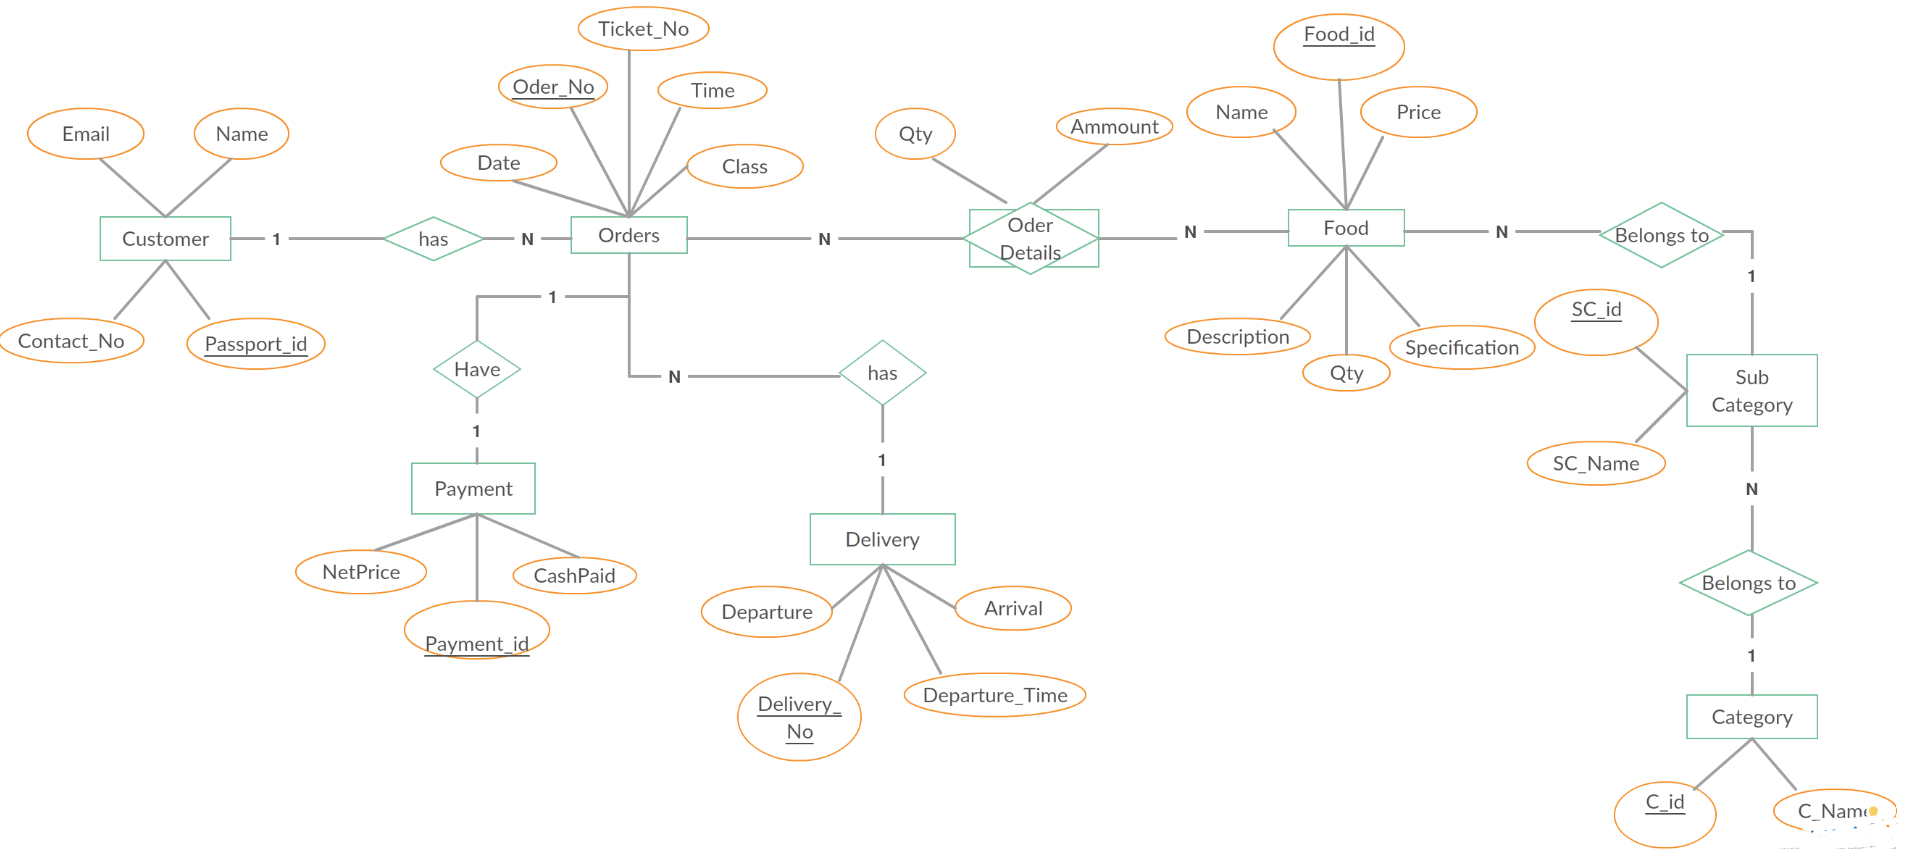 Ticket_No
Food_id
Oder_No
Time
Name
Price
Email
Name
Qty
Ammount
Date
Class
Customer
1
has
N
Orders
N
Oder
Details
N
Food
N
Belongs to
1
1
Contact_No
Passport_id
Description
Qty
Specification
SC_id
Have
N
has
Sub
Category
1
1
SC_Name
Payment
N
Delivery
NetPrice
CashPaid
Belongs to
Departure
Arrival
Payment_id
1
Delivery_
No
Departure_Time
Category
C_id
C_Name